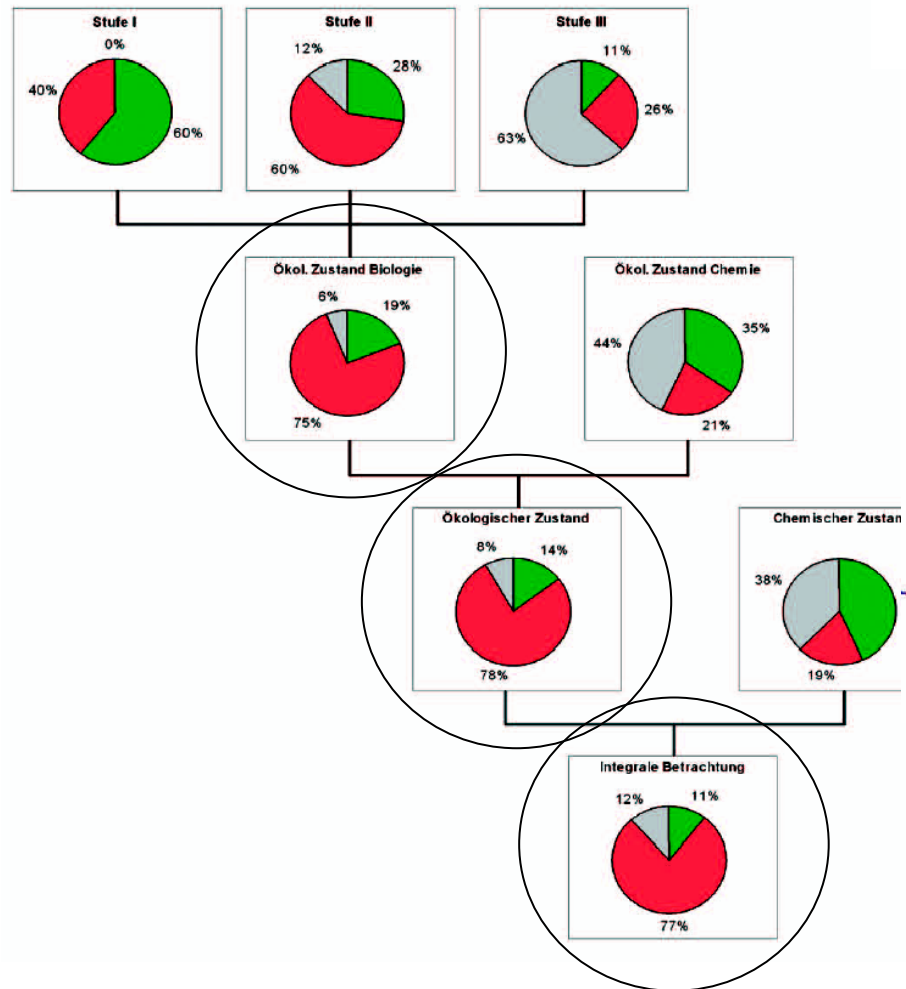 Stufe I
0%
40%
60%
Stufe II
12%
28%
60%
Stufe III
11%
26%
63%
Ökol. Zustand Biologie
6%
19%
75%
Ökol. Zustand Chemie
44%
35%
21%
Ökologischer Zustand
8%
14%
78%
Chemischer Zustan
38%
19%
Integrale Betrachtung
12%
11%
77%